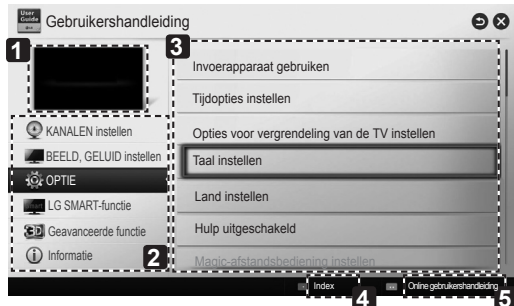 User
Guide
Gebruikershandleiding
1
3
KANALEN instellen
BEELD, GELUID instellen
OPTIE
LG SMART-functie
3D Geavanceerde functie
Informatie
2
Invoerapparaat gebruiken
Tijdopties instellen
Opties voor vergrendeling van de TV instellen
Taal instellen
Land instellen
Hulp uitgeschakeld
Magic-afstandsbediening instellen
Index
4
Online gebruikershandleiding
5